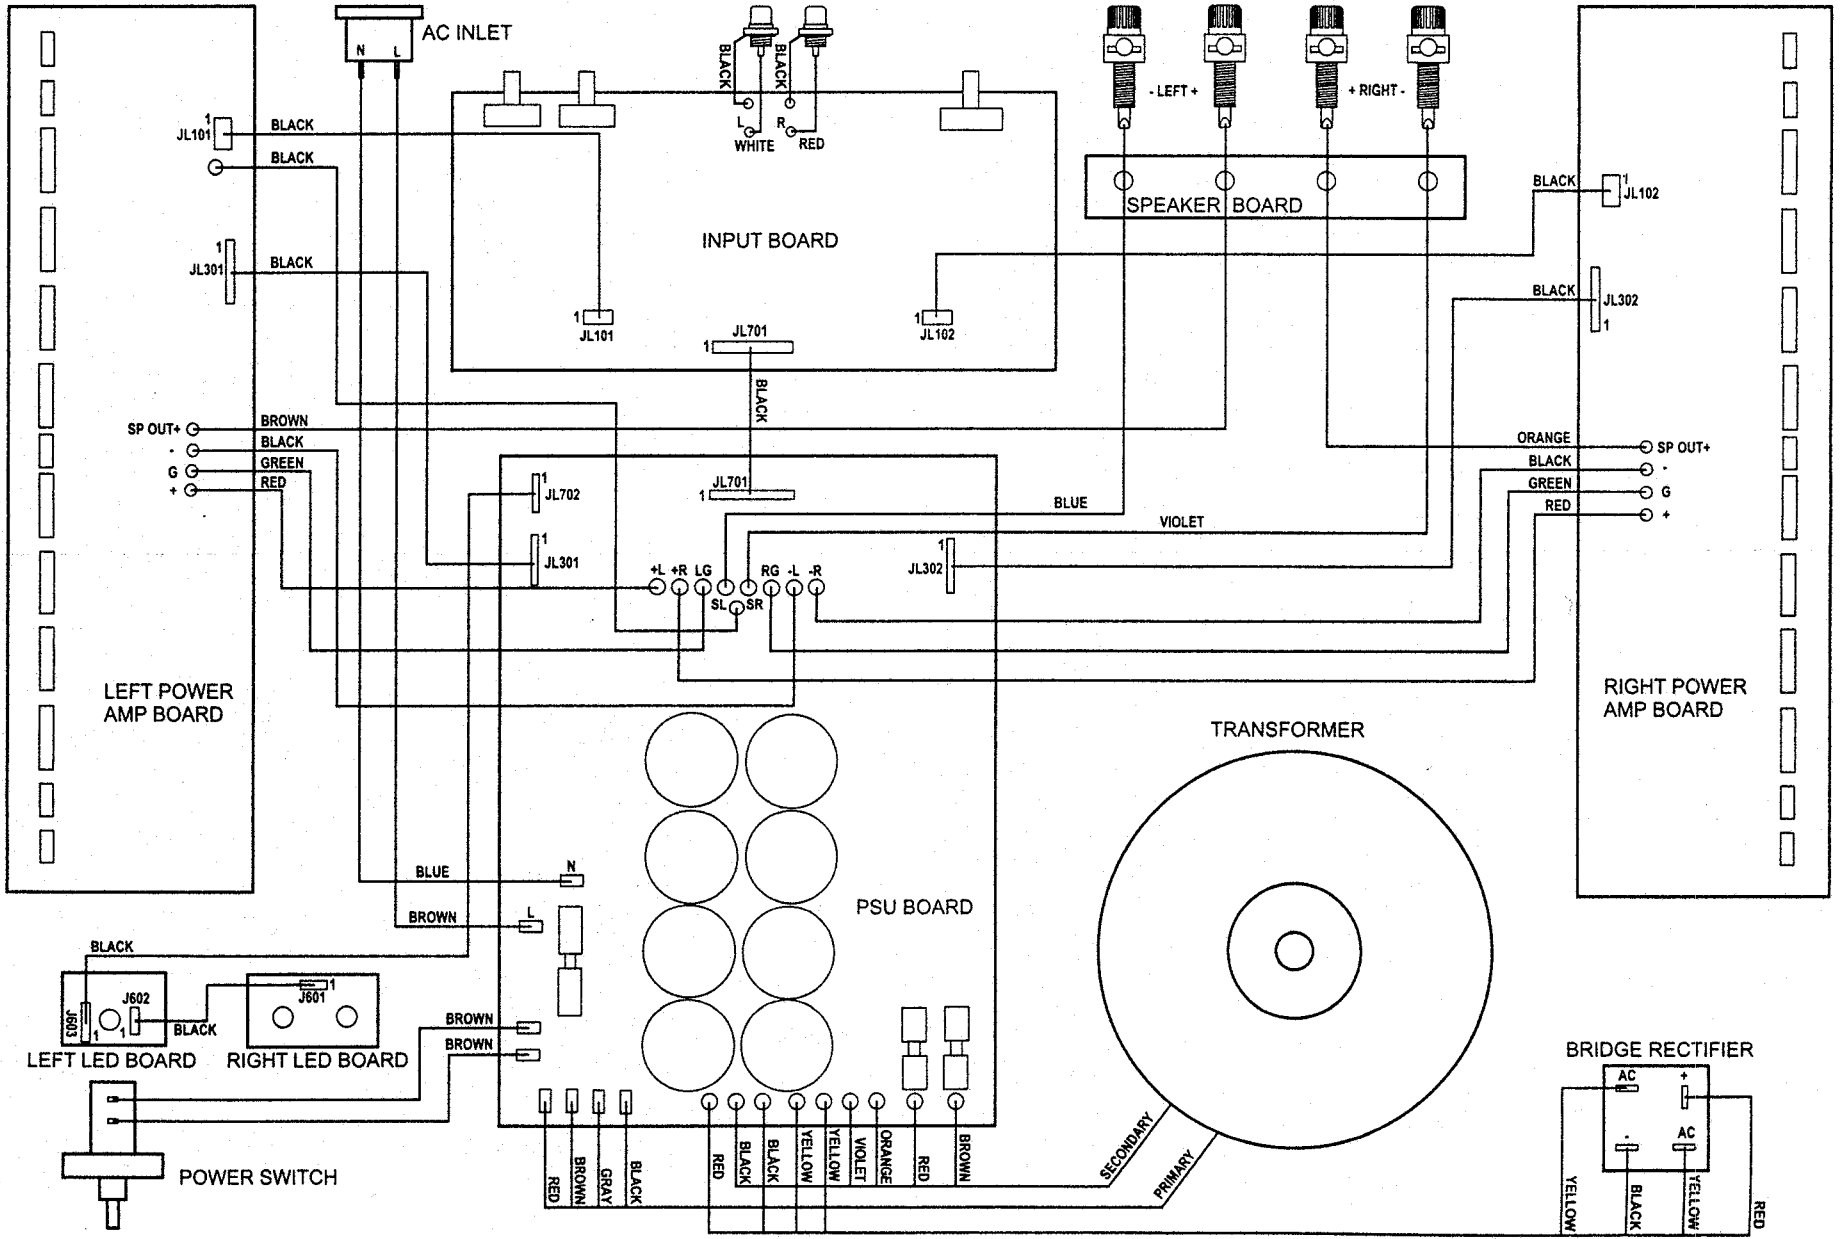 AC INLET
N L
BLACK
BLACK
L
R
WHITE
RED
- LEFT +
+ RIGHT -
1
JL101
BLACK
BLACK
1
JL301
BLACK
INPUT BOARD
SPEAKER BOARD
BLACK
1
JL102
BLACK
JL302
1
1
JL101
JL701
1
1
JL102
BLACK
SP OUT+
BROWN
-
BLACK
G
GREEN
+
RED
ORANGE
SP OUT+
BLACK
-
GREEN
G
RED
+
1
JL702
JL701
1
BLUE
VIOLET
1
JL301
1
JL302
+L +R LG RG -L -R
SL SR
LEFT POWER
AMP BOARD
RIGHT POWER
AMP BOARD
TRANSFORMER
BLUE
N
BROWN
L
PSU BOARD
BLACK
J603
1
J602
1
BLACK
J601
1
LEFT LED BOARD
RIGHT LED BOARD
BROWN
BROWN
POWER SWITCH
RED
BROWN
GRAY
BLACK
RED
BLACK
BLACK
YELLOW
YELLOW
VIOLET
ORANGE
RED
BROWN
SECONDARY
PRIMARY
BRIDGE RECTIFIER
AC
+
-
AC
YELLOW
BLACK
YELLOW
RED